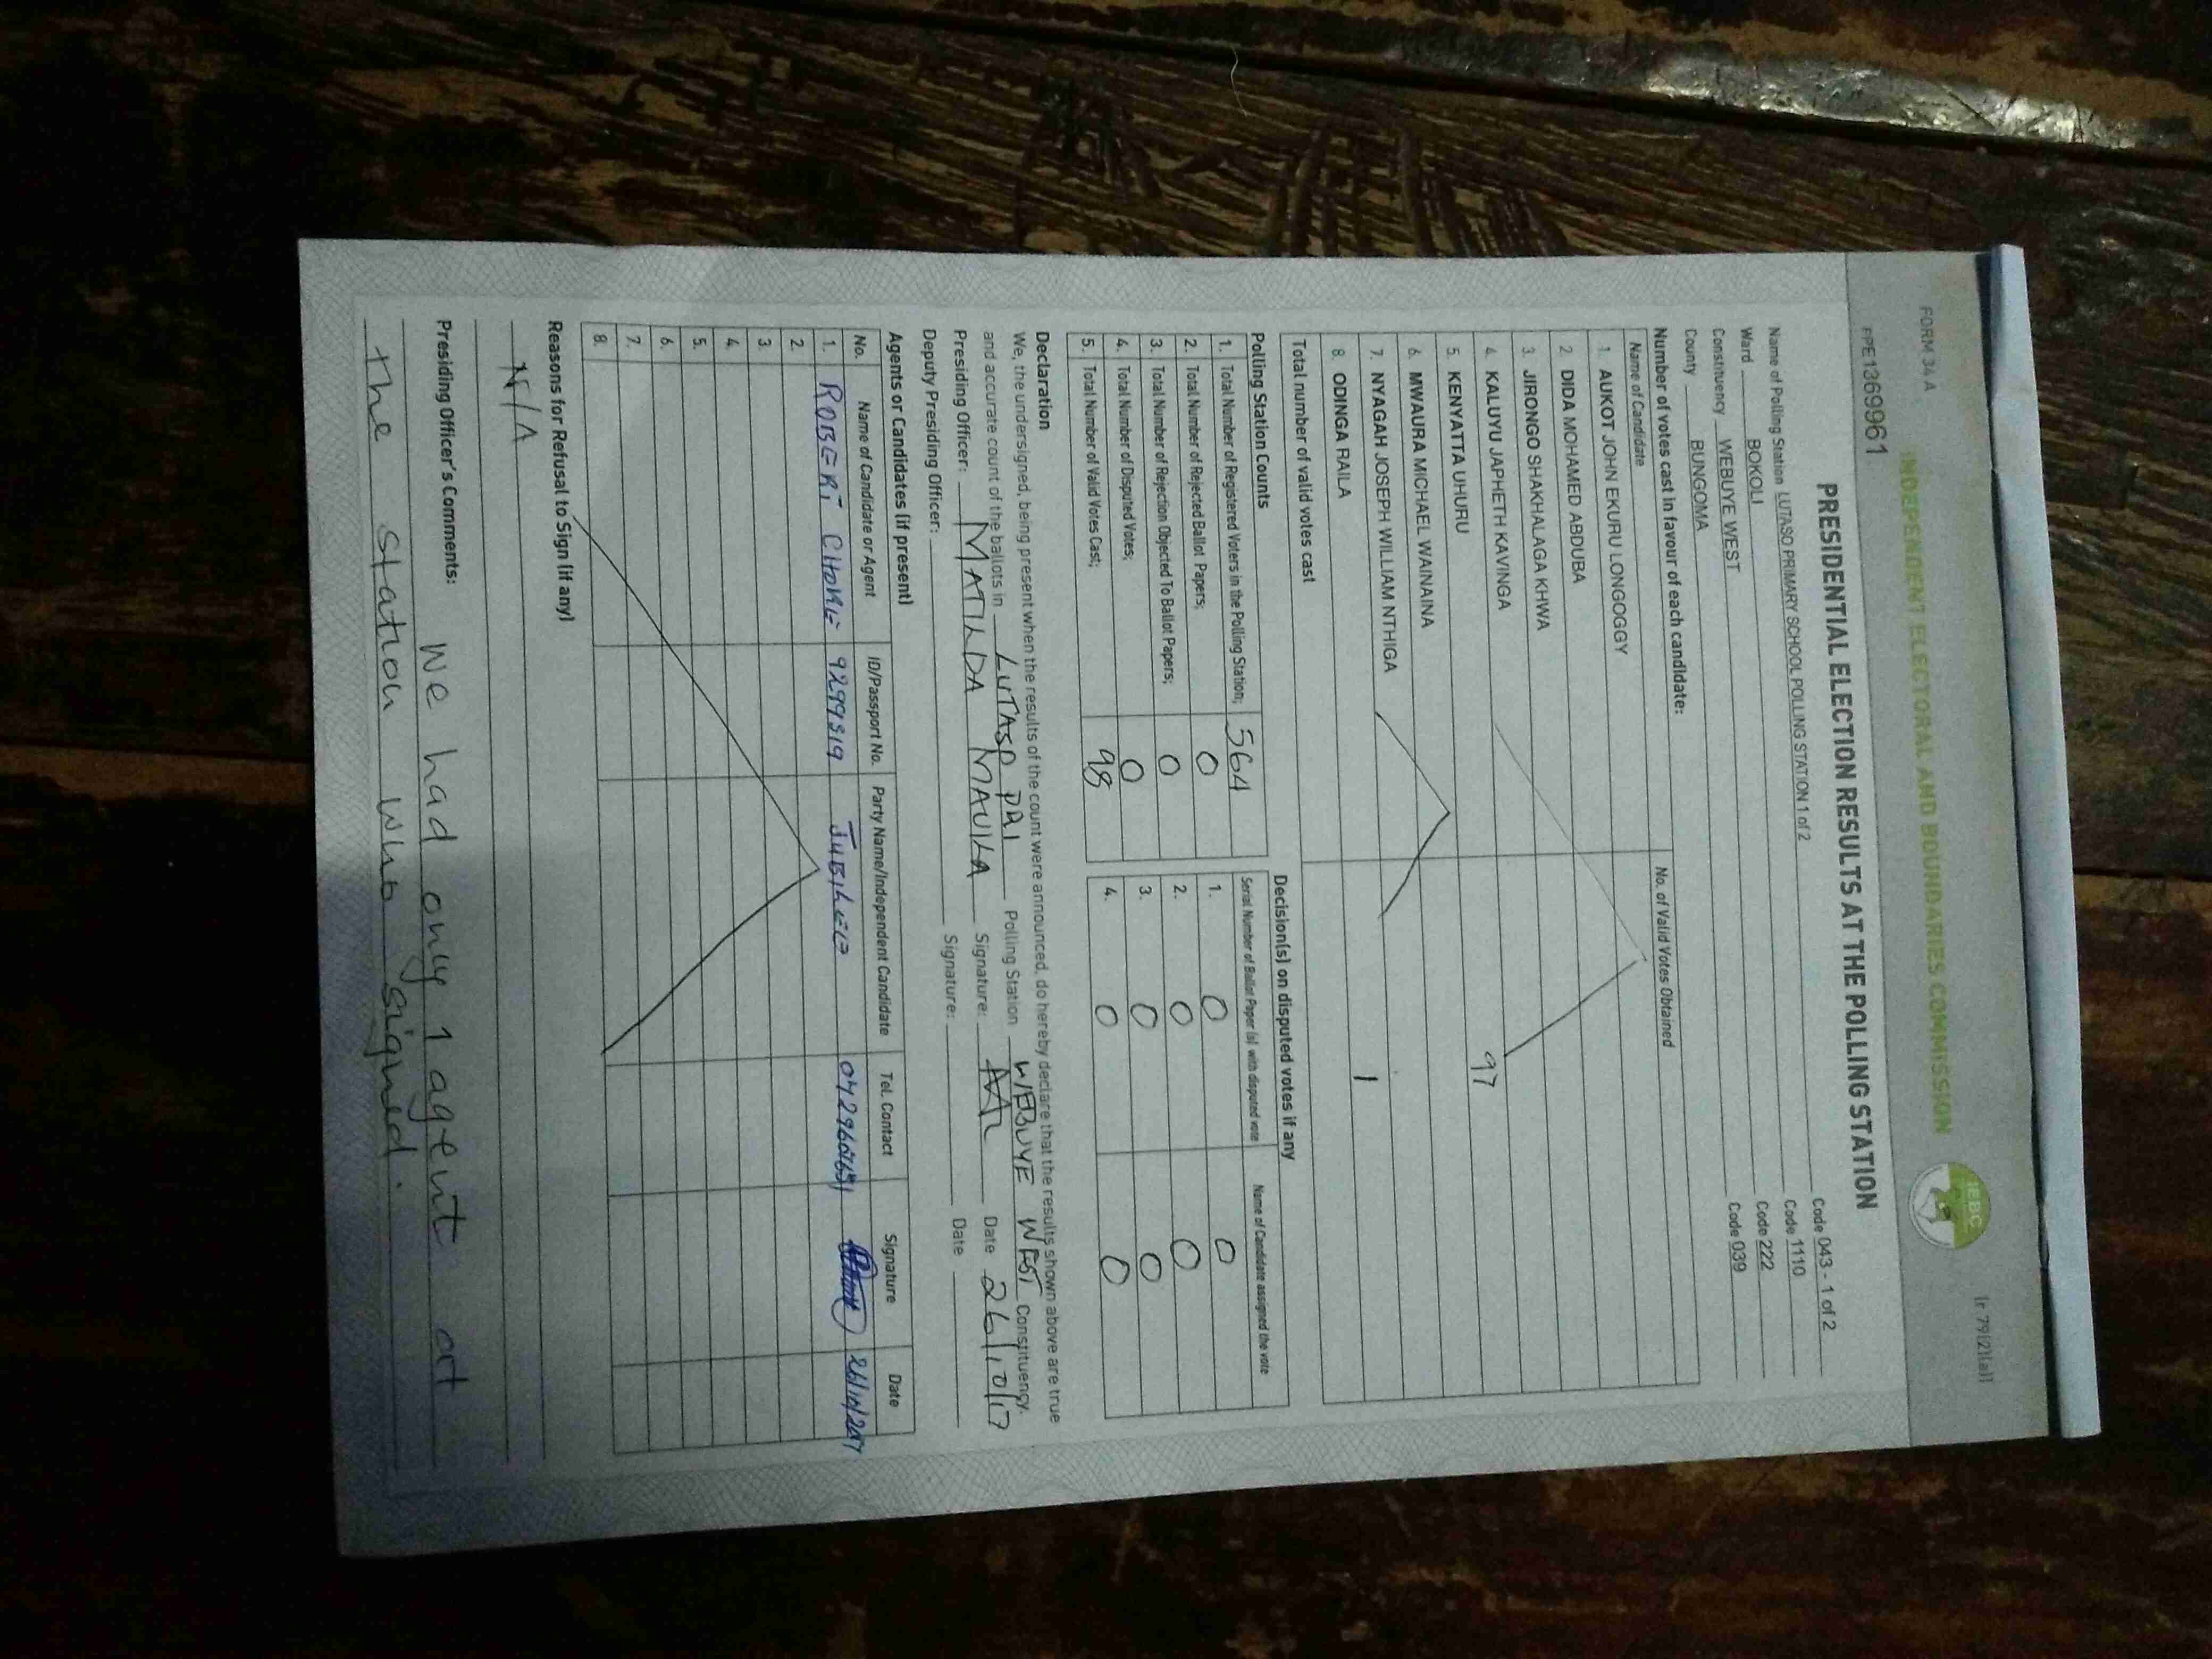 FORM 34 A
(r 79(2)(a))
INDEPENDENT ELECTORAL AND BOUNDARIES COMMISSION
IEBC
PPE1369961
PRESIDENTIAL ELECTION RESULTS AT THE POLLING STATION
Name of Polling Station LUTASO PRIMARY SCHOOL POLLING STATION 1 of 2 Code 043 - 1 of 2
Ward BOKOLI Code 1110
Constituency WEBUYE WEST Code 222
County BUNGOMA Code 039
Number of votes cast in favour of each candidate:
Name of Candidate No. of Valid Votes Obtained
1. AUKOT JOHN EKURU LONGOGGY
2. DIDA MOHAMED ABDUBA
3. JIRONGO SHAKHALAGA KHWA
4. KALUYU JAPHETH KAVINGA
5. KENYATTA UHURU 97
6. MWAURA MICHAEL WAINAINA
7. NYAGAH JOSEPH WILLIAM NTHIGA
8. ODINGA RAILA 1
Total number of valid votes cast
Polling Station Counts
1. Total Number of Registered Voters in the Polling Station; 564
2. Total Number of Rejected Ballot Papers; 0
3. Total Number of Rejection Objected To Ballot Papers; 0
4. Total Number of Disputed Votes; 0
5. Total Number of Valid Votes Cast; 98
Decision(s) on disputed votes if any
Serial Number of Ballot Paper (s) with disputed vote Name of Candidate assigned the vote
1. 0 0
2. 0 0
3. 0 0
4. 0 0
Declaration
We, the undersigned, being present when the results of the count were announced, do hereby declare that the results shown above are true
and accurate count of the ballots in LUTASO PRI Polling Station WEBUYE WEST Constituency.
Presiding Officer: MATILDA MAUKA Signature: Date 26/10/17
Deputy Presiding Officer: Signature: Date
Agents or Candidates (if present)
No. Name of Candidate or Agent ID/Passport No. Party Name/Independent Candidate Tel. Contact Signature Date
1. ROBERT JUBILEE 26/10/2017
2.
3.
4.
5.
6.
7.
8.
Reasons for Refusal to Sign (if any)
N/A
Presiding Officer's Comments: We had only 1 agent at
the station who signed.